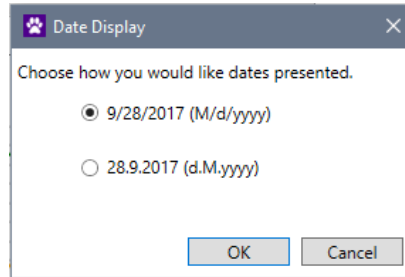 Date Display
Choose how you would like dates presented.
9/28/2017 (M/d/yyyy)
28.9.2017 (d.M.yyyy)
OK Cancel